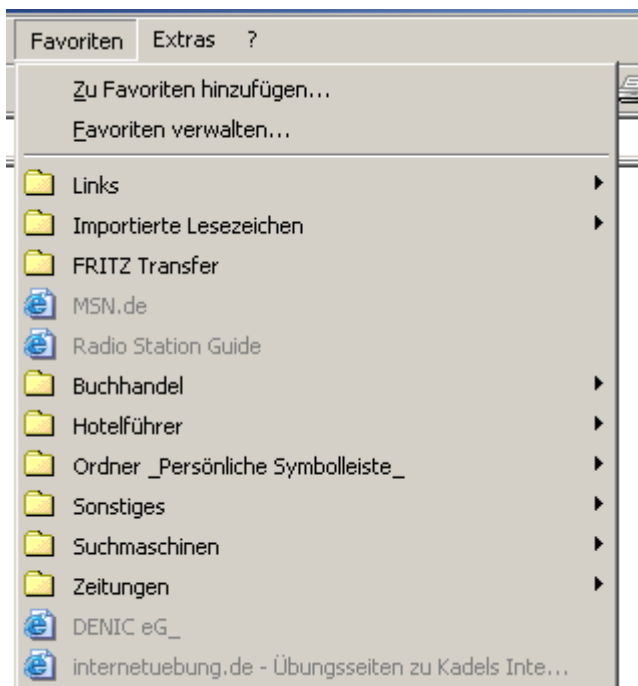 Favoriten Extras ?
Zu Favoriten hinzufügen...
Favoriten verwalten...
Links
Importierte Lesezeichen
FRITZ Transfer
MSN.de
Radio Station Guide
Buchhandel
Hotelführer
Ordner _Persönliche Symbolleiste_
Sonstiges
Suchmaschinen
Zeitungen
DENIC eG_
internetuebung.de - Übungsseiten zu Kadels Inte...